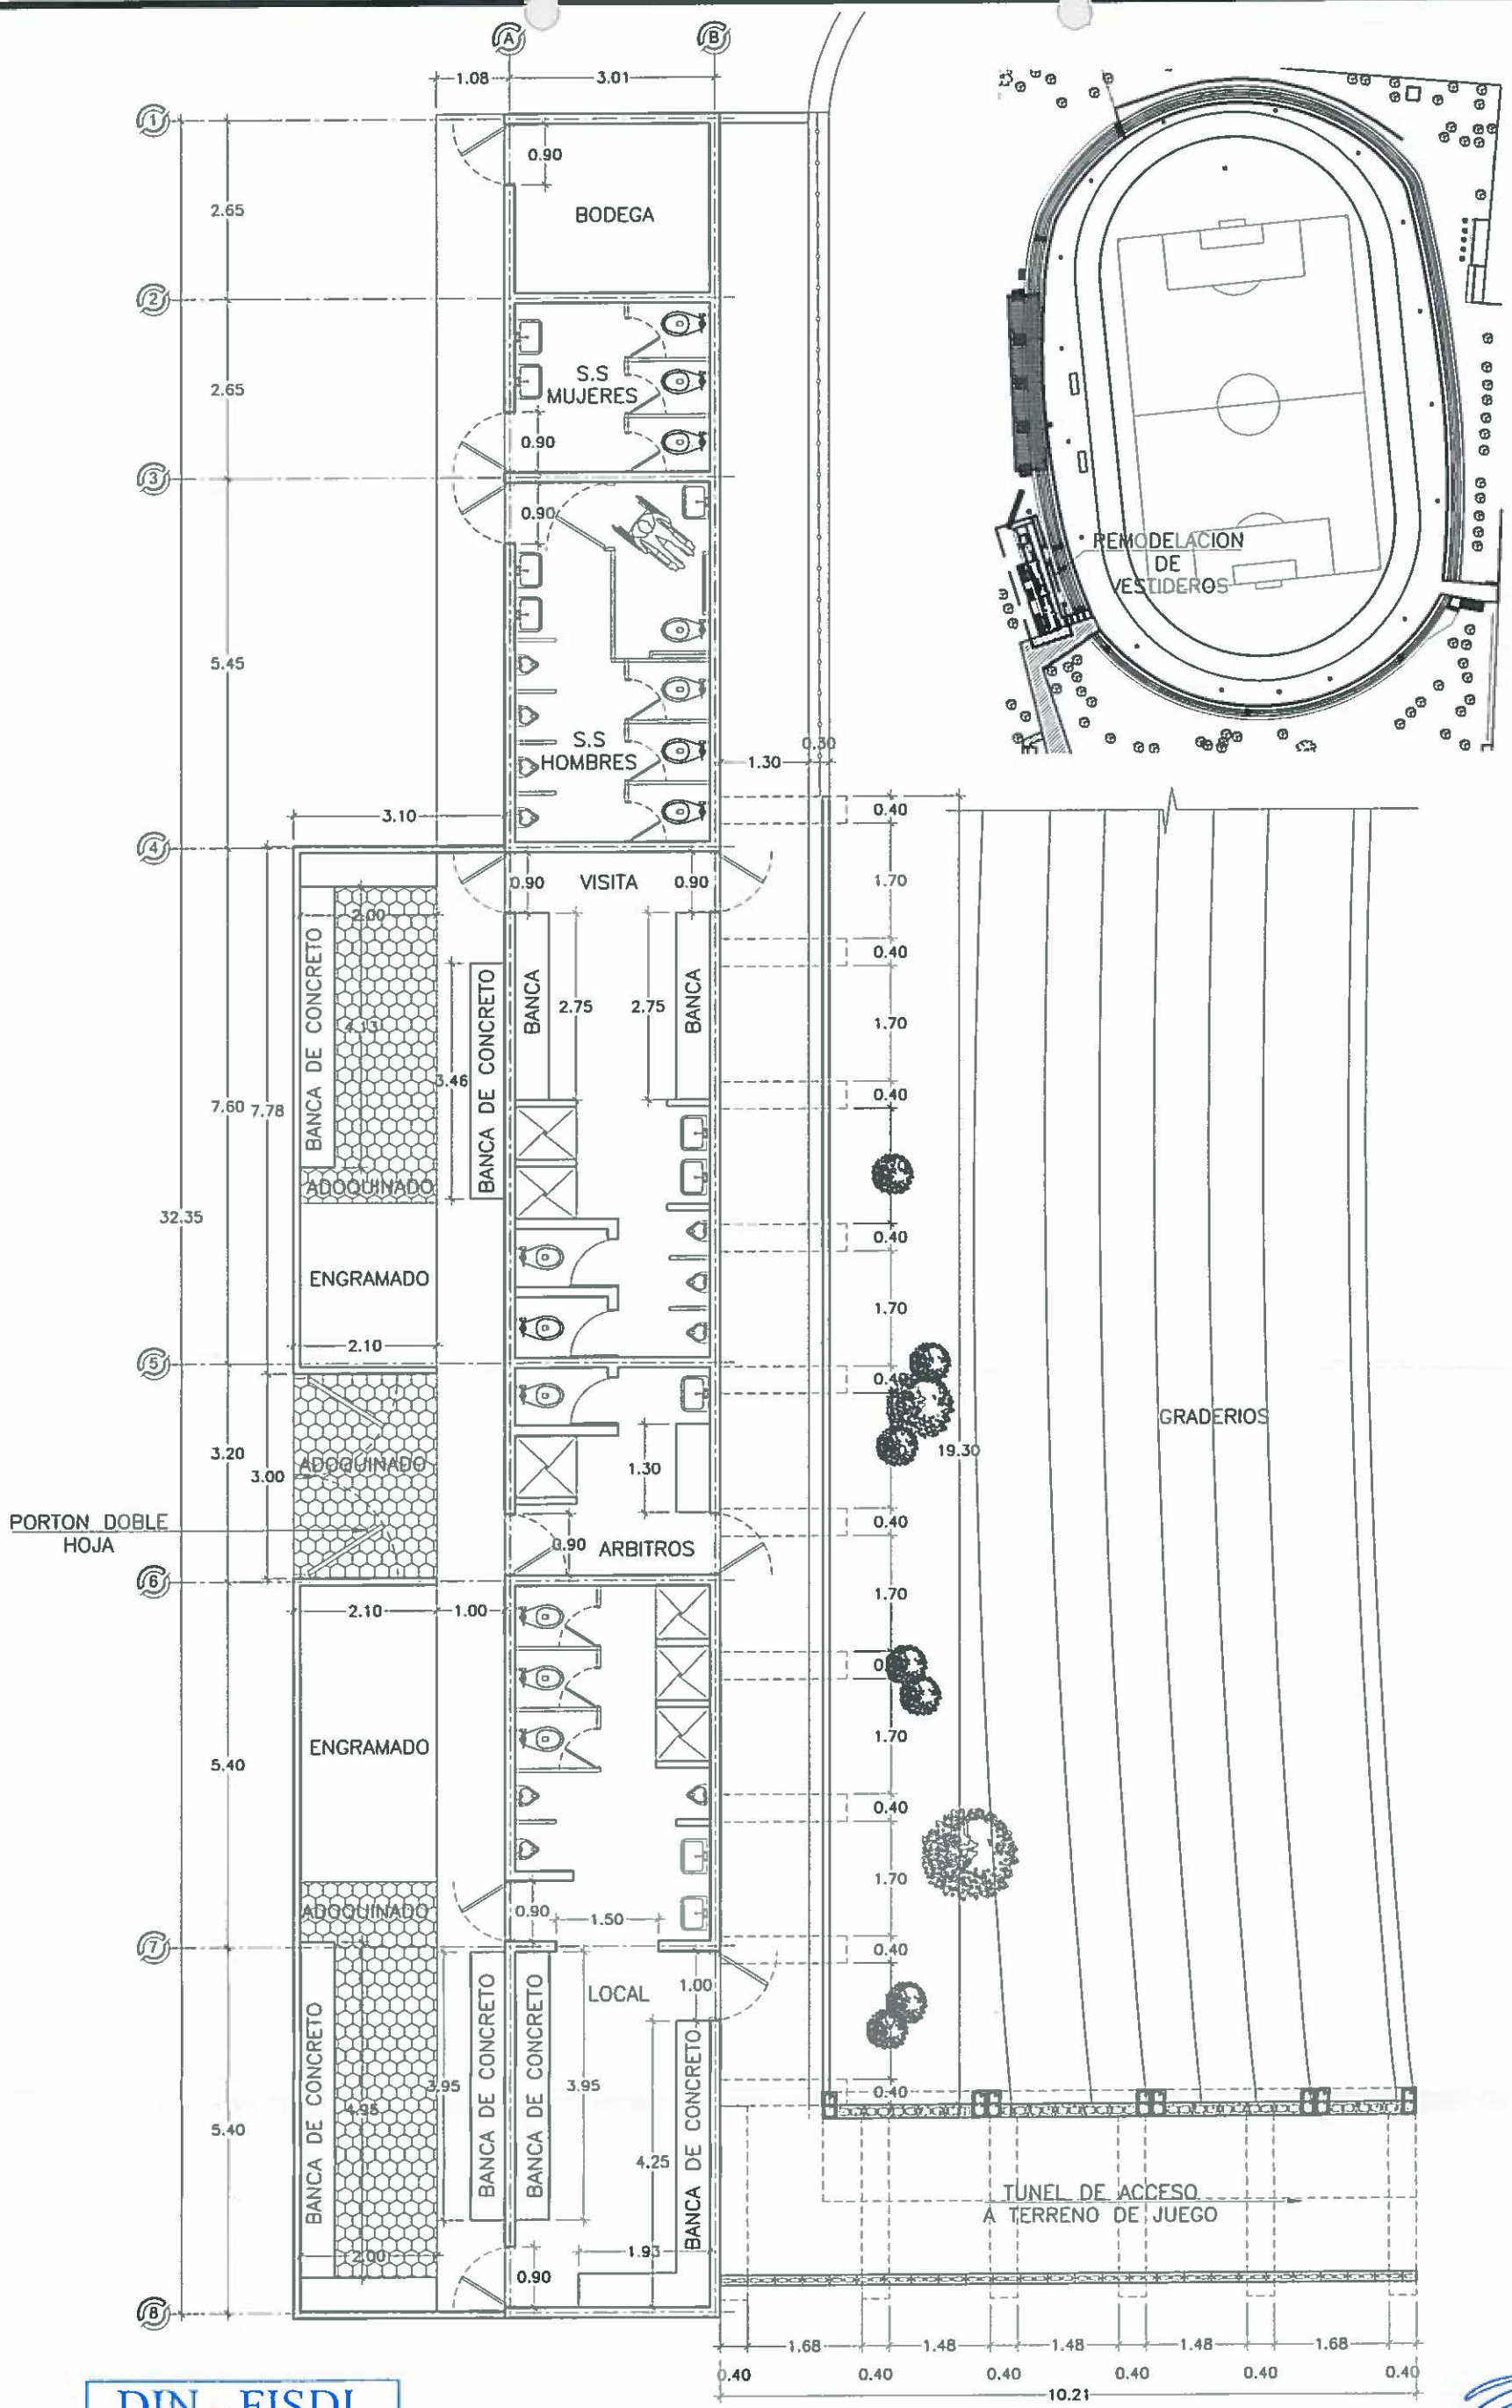 A
B
1.08
3.01
1
0.90
BODEGA
2.65
2
S.S
MUJERES
2.65
0.90
3
0.90
REMODELACION
DE
VESTIDEROS
5.45
S.S
HOMBRES
0.30
1.30
3.10
0.40
4
0.90
VISITA
0.90
1.70
2.00
0.40
BANCA DE CONCRETO
4.13
3.46
BANCA DE CONCRETO
BANCA
2.75
2.75
BANCA
1.70
0.40
7.60
7.78
ADOQUINADO
32.35
0.40
ENGRAMADO
1.70
2.10
5
0.40
GRADERIOS
19.30
3.20
3.00
ADOQUINADO
1.30
PORTON DOBLE
HOJA
0.40
0.90
ARBITROS
6
1.70
2.10
1.00
ENGRAMADO
1.70
5.40
0.40
1.70
ADOQUINADO
0.90
1.50
7
0.40
LOCAL
1.00
BANCA DE CONCRETO
4.95
3.95
BANCA DE CONCRETO
BANCA DE CONCRETO
3.95
BANCA DE CONCRETO
0.40
5.40
4.25
TUNEL DE ACCESO
A TERRENO DE JUEGO
2.00
1.93
0.90
8
1.68
1.48
1.48
1.48
1.68
0.40
0.40
0.40
0.40
0.40
0.40
10.21
DIN - FISDL